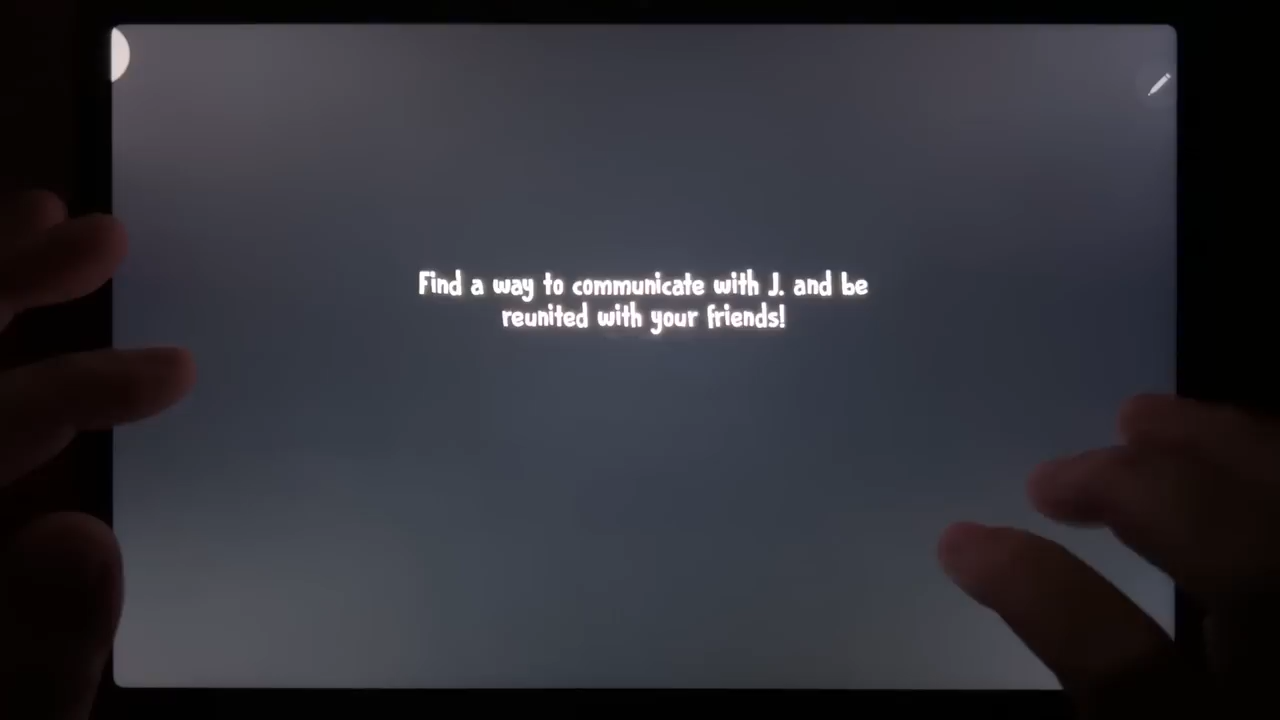 Find a way to communicate with J. and be
reunited with your friends!